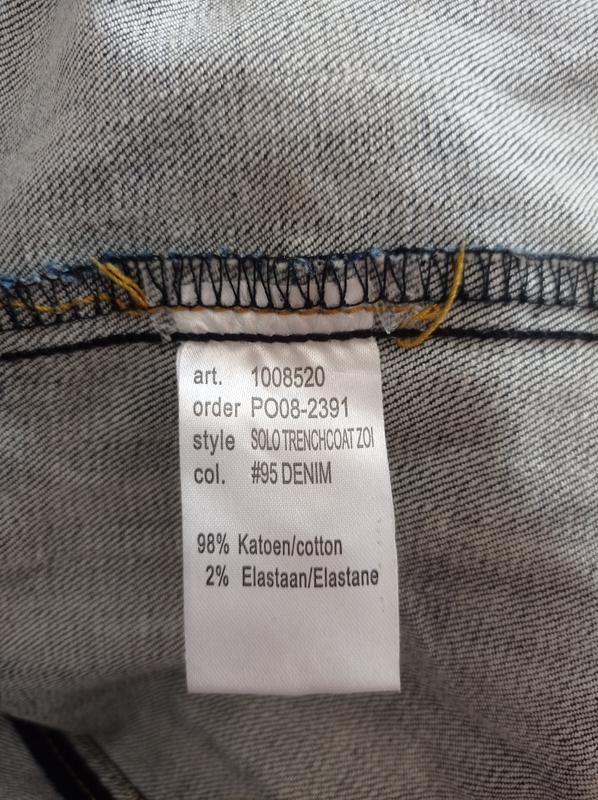 art. 1008520
order PO08-2391
style SOLO TRENCHCOAT ZOI
col. #95 DENIM
98% Katoen/cotton
2% Elastaan/Elastane